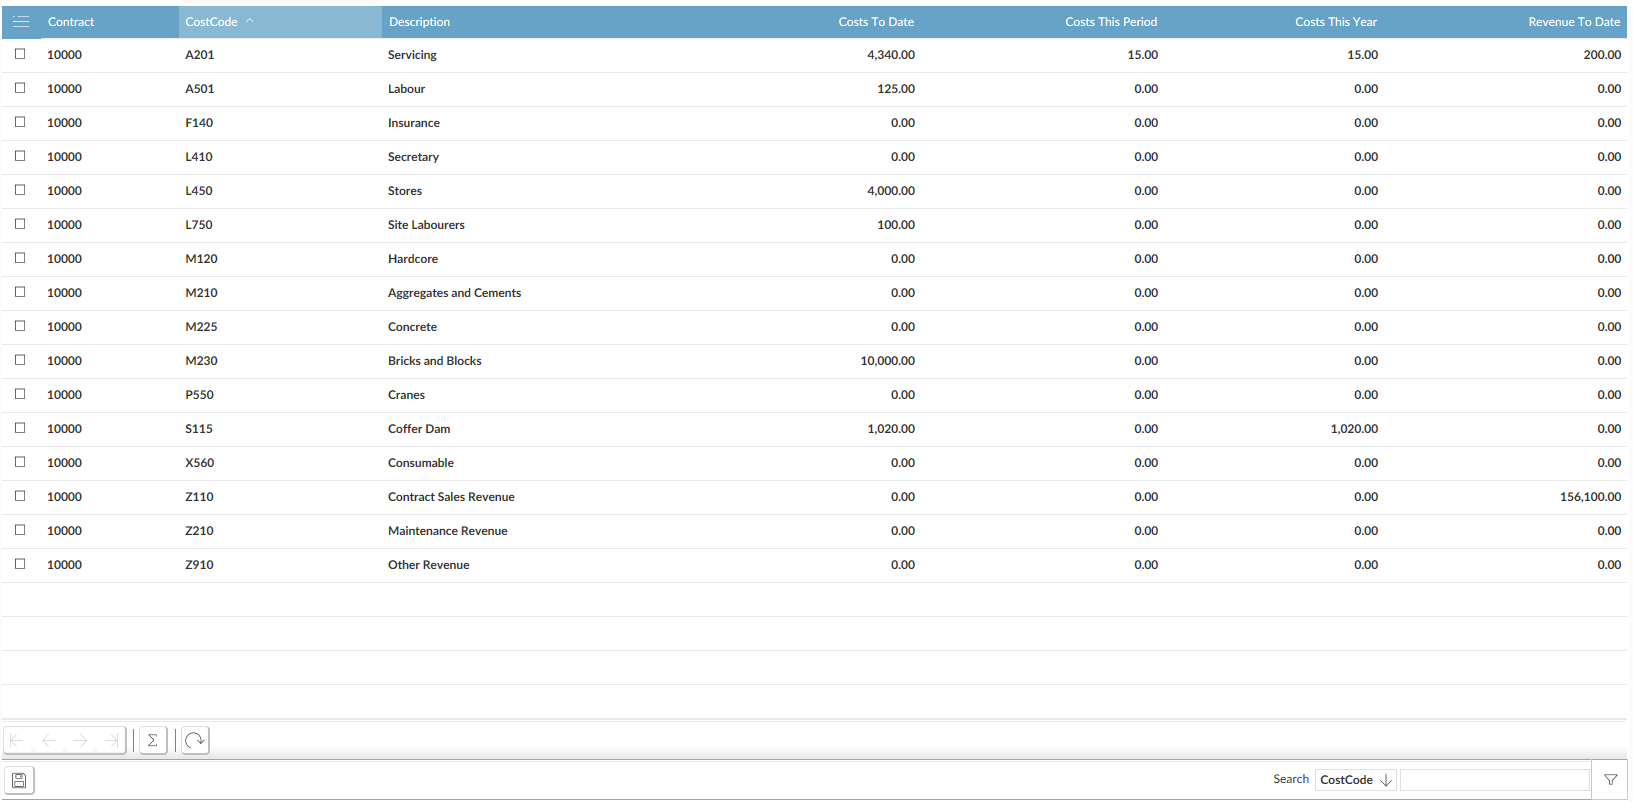 Contract CostCode Description Costs To Date Costs This Period Costs This Year Revenue To Date
10000 A201 Servicing 4,340.00 15.00 15.00 200.00
10000 A501 Labour 125.00 0.00 0.00 0.00
10000 F140 Insurance 0.00 0.00 0.00 0.00
10000 L410 Secretary 0.00 0.00 0.00 0.00
10000 L450 Stores 4,000.00 0.00 0.00 0.00
10000 L750 Site Labourers 100.00 0.00 0.00 0.00
10000 M120 Hardcore 0.00 0.00 0.00 0.00
10000 M210 Aggregates and Cements 0.00 0.00 0.00 0.00
10000 M225 Concrete 0.00 0.00 0.00 0.00
10000 M230 Bricks and Blocks 10,000.00 0.00 0.00 0.00
10000 P550 Cranes 0.00 0.00 0.00 0.00
10000 S115 Coffer Dam 1,020.00 0.00 1,020.00 0.00
10000 X560 Consumable 0.00 0.00 0.00 0.00
10000 Z110 Contract Sales Revenue 0.00 0.00 0.00 156,100.00
10000 Z210 Maintenance Revenue 0.00 0.00 0.00 0.00
10000 Z910 Other Revenue 0.00 0.00 0.00 0.00
Σ
Search CostCode